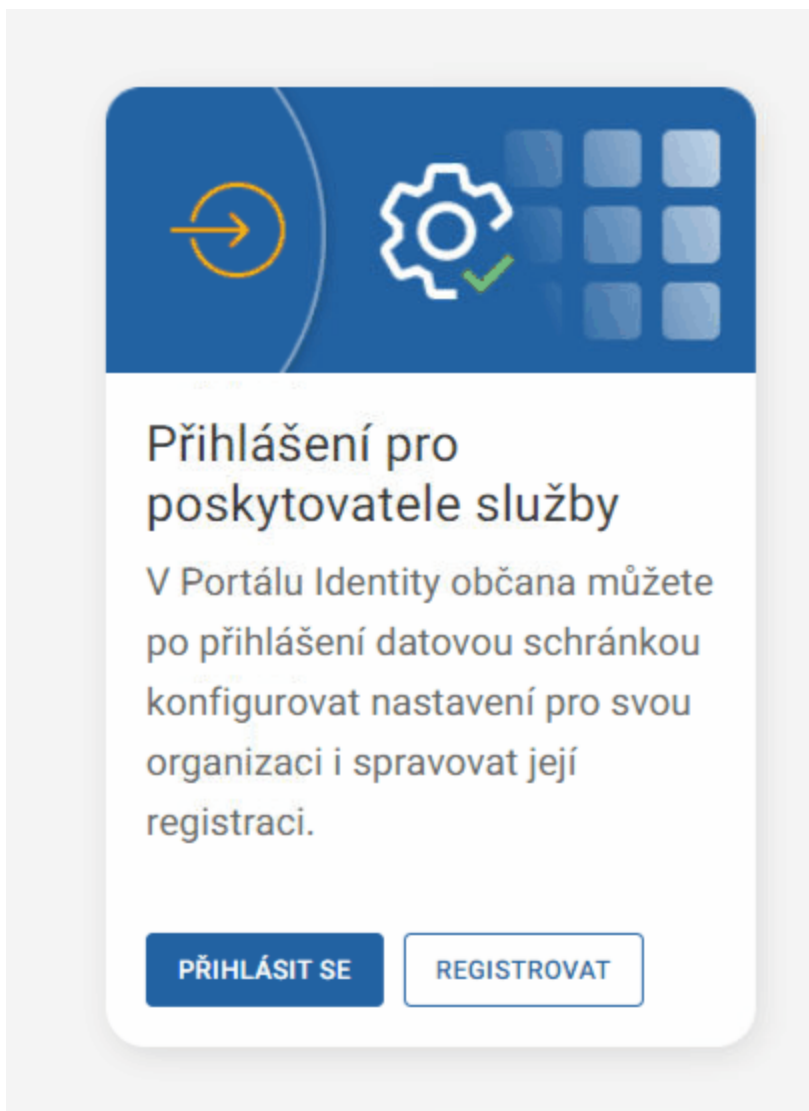 Přihlášení pro
poskytovatele služby
V Portálu Identity občana můžete
po přihlášení datovou schránkou
konfigurovat nastavení pro svou
organizaci i spravovat její
registraci.
PŘIHLÁSIT SE
REGISTROVAT